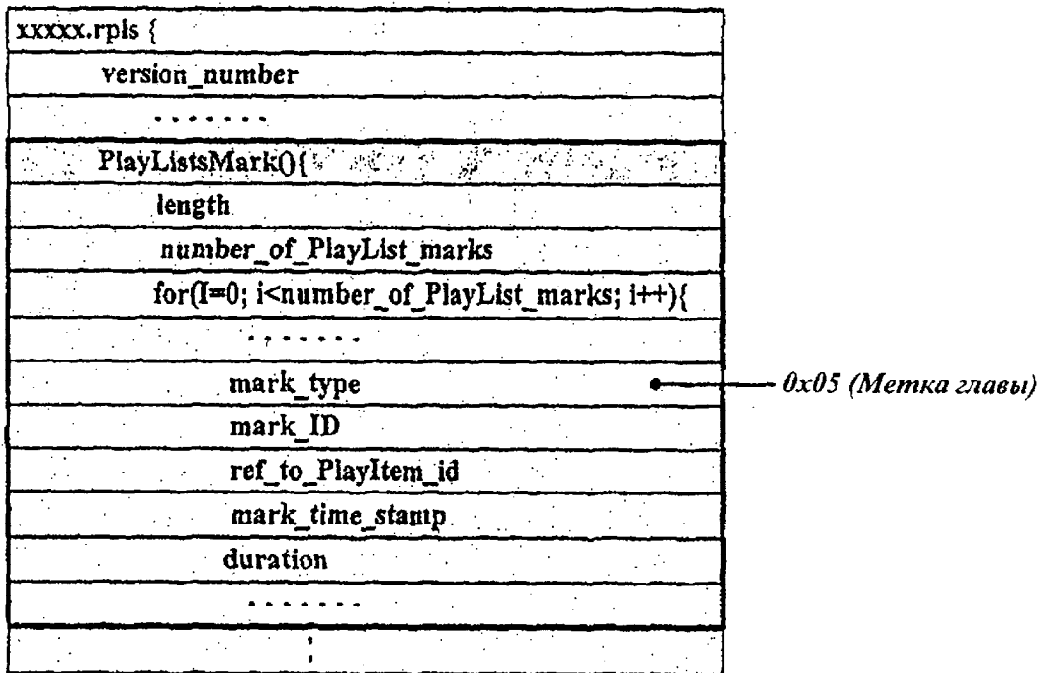 xxxxx.rpls {
version_number
.......
PlayListsMark(){
length
number_of_PlayList_marks
for(I=0; i<number_of_PlayList_marks; i++){
.......
mark_type
0x05 (Метка главы)
mark_ID
ref_to_PlayItem_id
mark_time_stamp
duration
.......